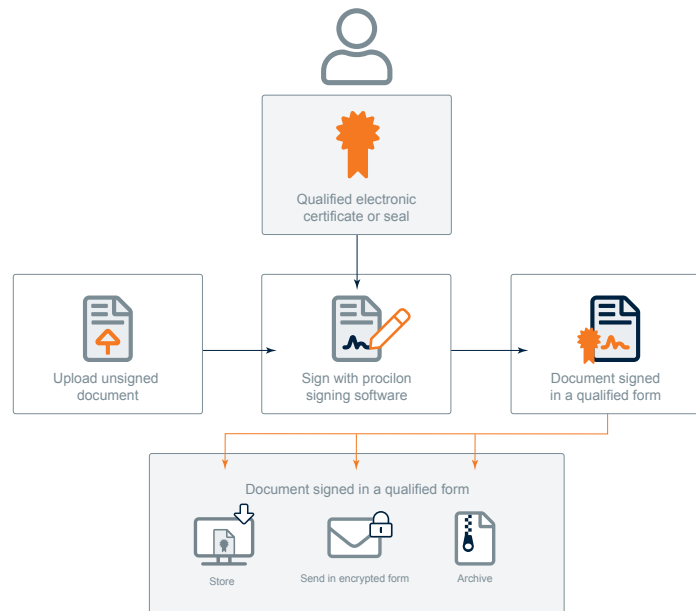 Qualified electronic
certificate or seal
Upload unsigned
document
Sign with procilon
signing software
Document signed
in a qualified form
Document signed in a qualified form
Store
Send in encrypted form
Archive